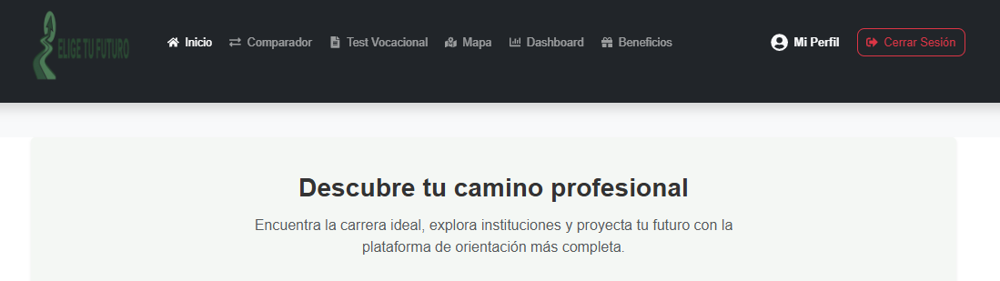 ELIGE TU FUTURO
Inicio
Comparador
Test Vocacional
Mapa
Dashboard
Beneficios
Mi Perfil
Cerrar Sesión
Descubre tu camino profesional
Encuentra la carrera ideal, explora instituciones y proyecta tu futuro con la
plataforma de orientación más completa.